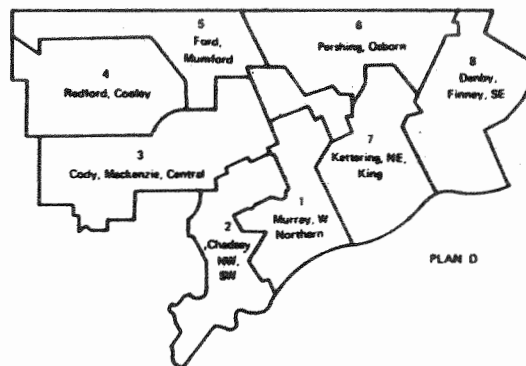 5
Ford,
Mumford
6
Pershing, Osborn
8
Denby,
Finney, SE
4
Redford, Cooley
7
Kettering, NE,
King
3
Cody, Mackenzie, Central
1
Murray, W
Northern
2
,Chadsey
NW,
SW
PLAN D